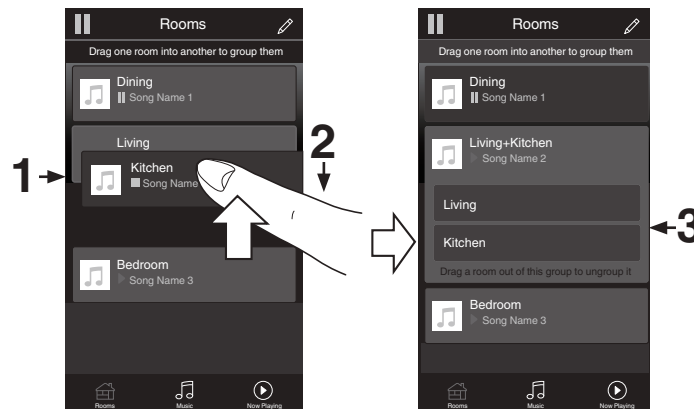 Rooms
Drag one room into another to group them
Dining
Song Name 1
Living
Kitchen
Song Name
Bedroom
Song Name 3
Rooms
Music
Now Playing
1
2
Rooms
Drag one room into another to group them
Dining
Song Name 1
Living+Kitchen
Song Name 2
Living
Kitchen
Drag a room out of this group to ungroup it
Bedroom
Song Name 3
Rooms
Music
Now Playing
3